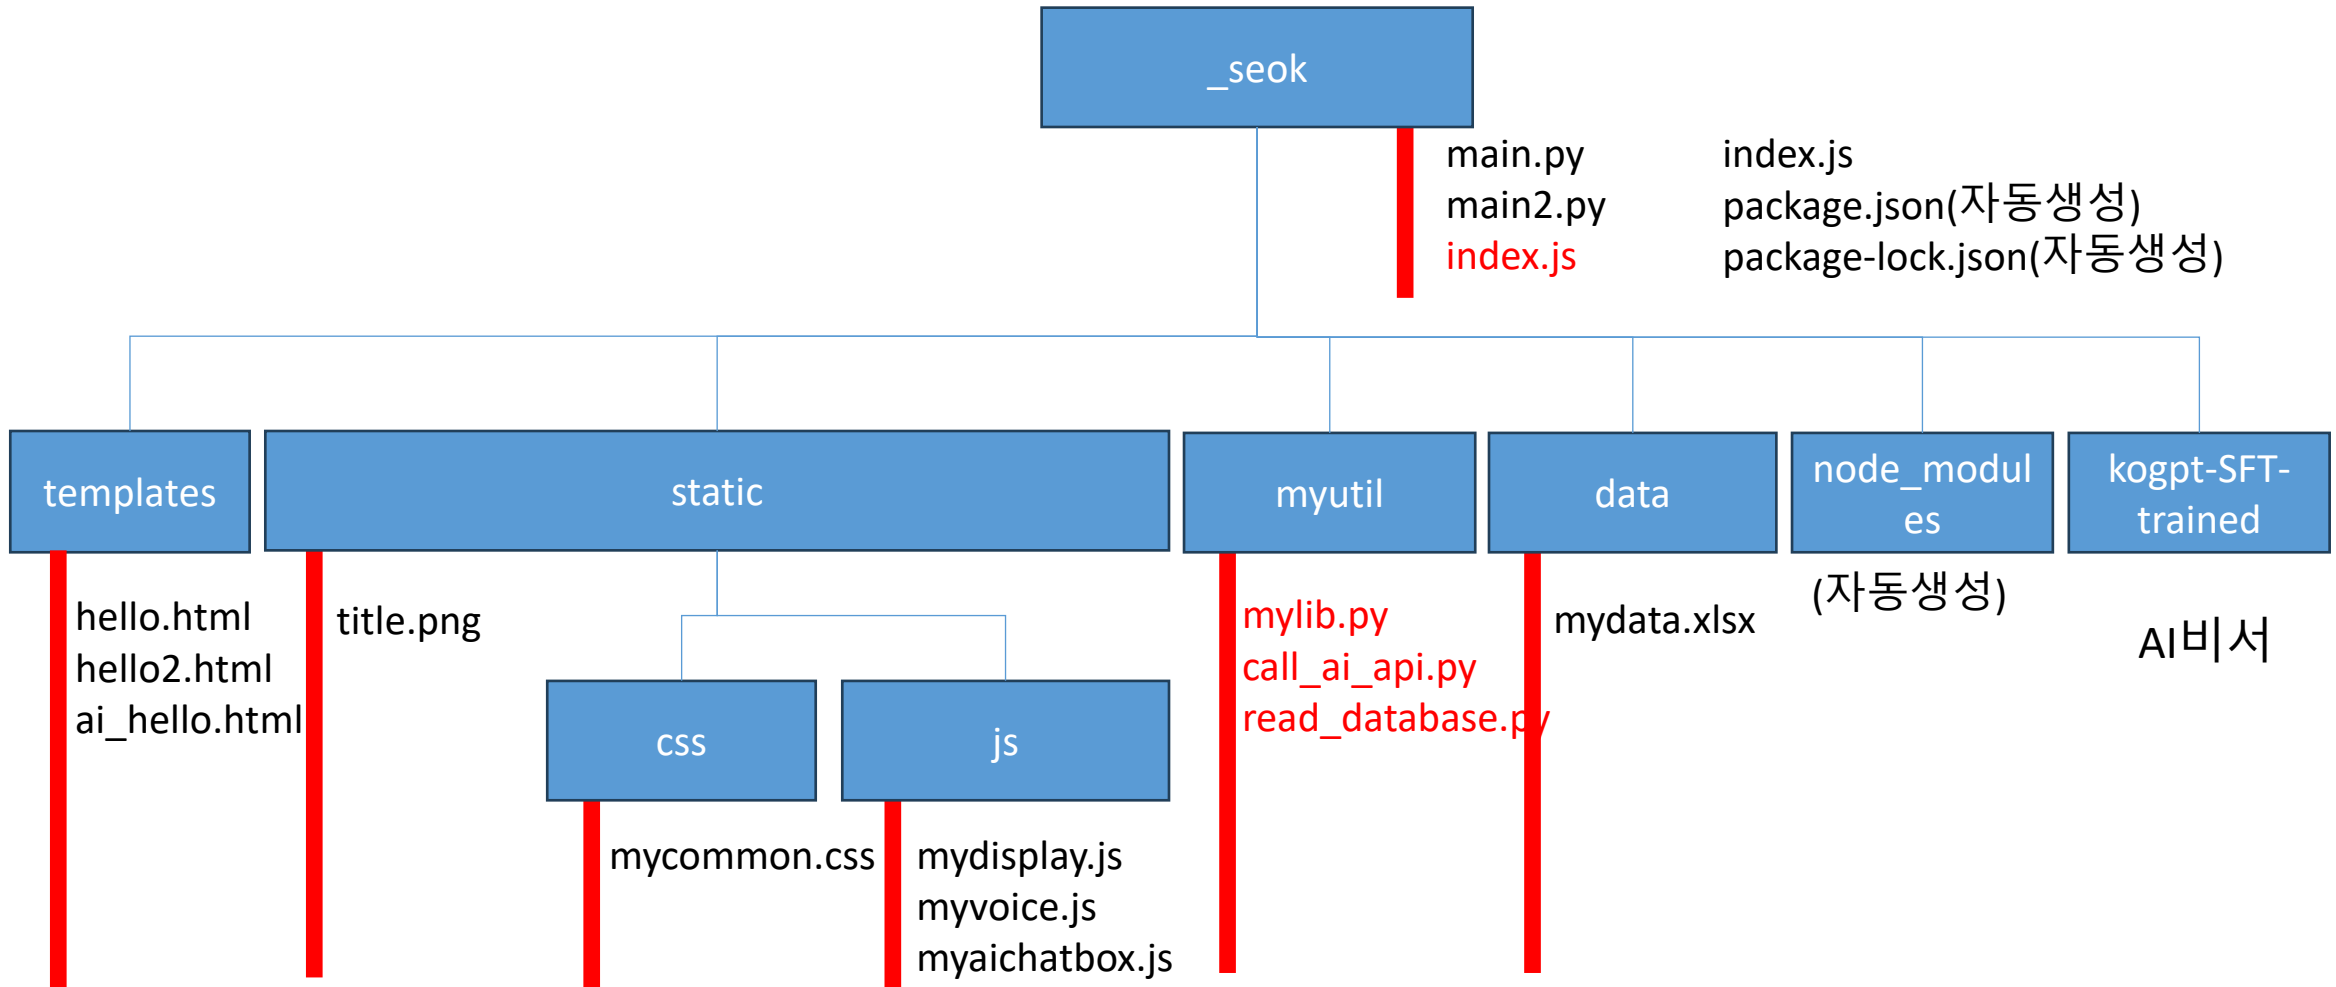 _seok
main.py
main2.py
index.js
index.js
package.json(자동생성)
package-lock.json(자동생성)
templates
hello.html
hello2.html
ai_hello.html
static
title.png
css
mycommon.css
js
mydisplay.js
myvoice.js
myaichatbox.js
myutil
mylib.py
call_ai_api.py
read_database.py
data
mydata.xlsx
node_modul
es
(자동생성)
kogpt-SFT-
trained
AI비서